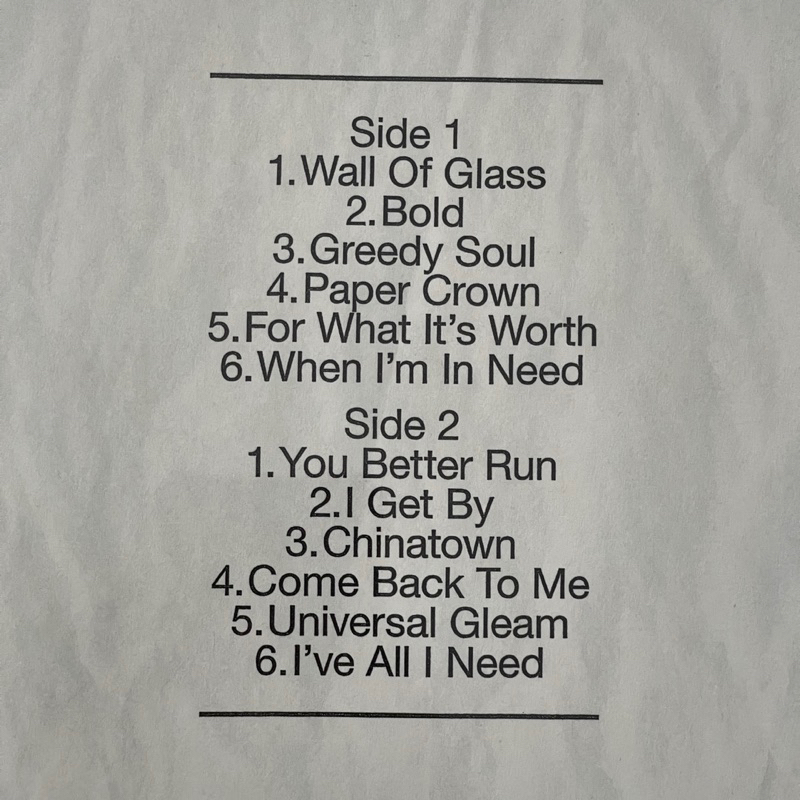 Side 1
1.Wall Of Glass
2.Bold
3.Greedy Soul
4.Paper Crown
5.For What It's Worth
6.When I'm In Need
Side 2
1.You Better Run
2.I Get By
3.Chinatown
4.Come Back To Me
5.Universal Gleam
6.I've All I Need